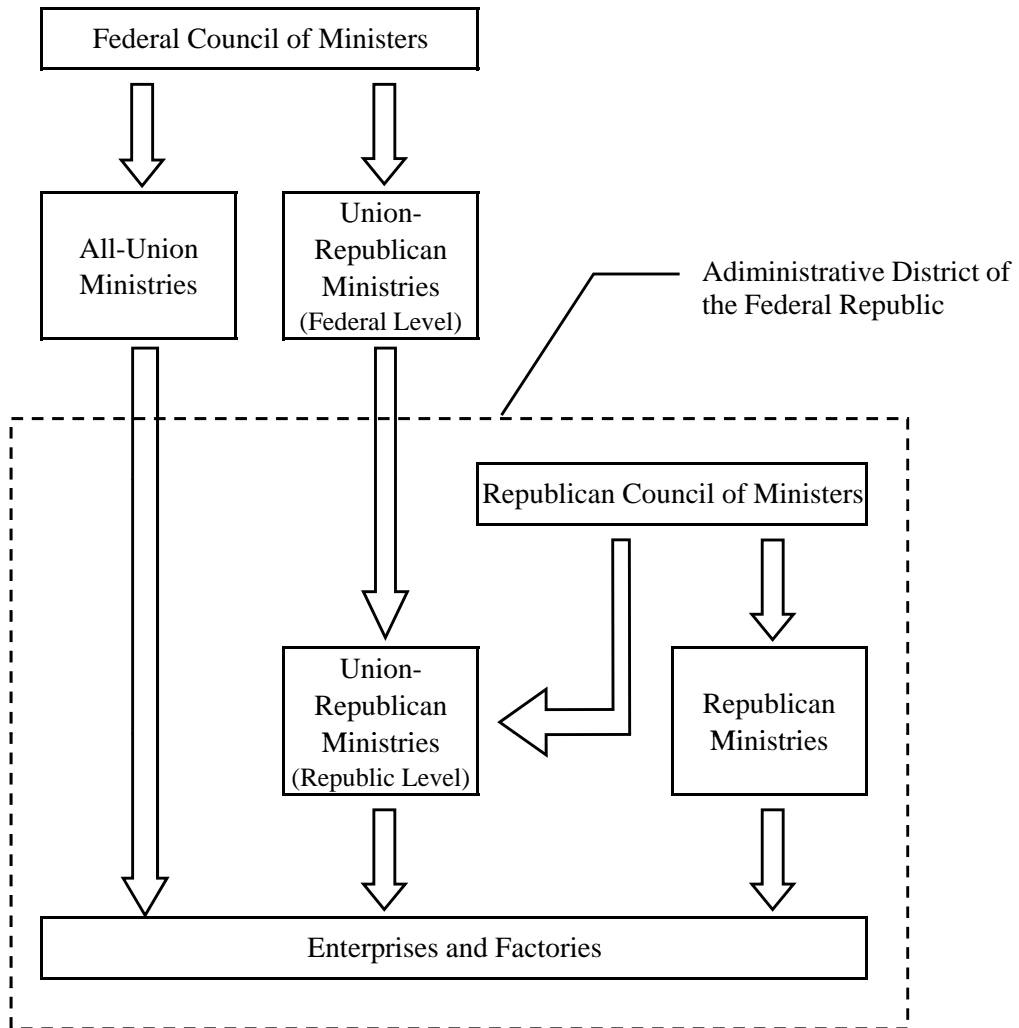 Federal Council of Ministers
All-Union
Ministries
Union-
Republican
Ministries
(Federal Level)
Adiministrative District of
the Federal Republic
Republican Council of Ministers
Union-
Republican
Ministries
(Republic Level)
Republican
Ministries
Enterprises and Factories